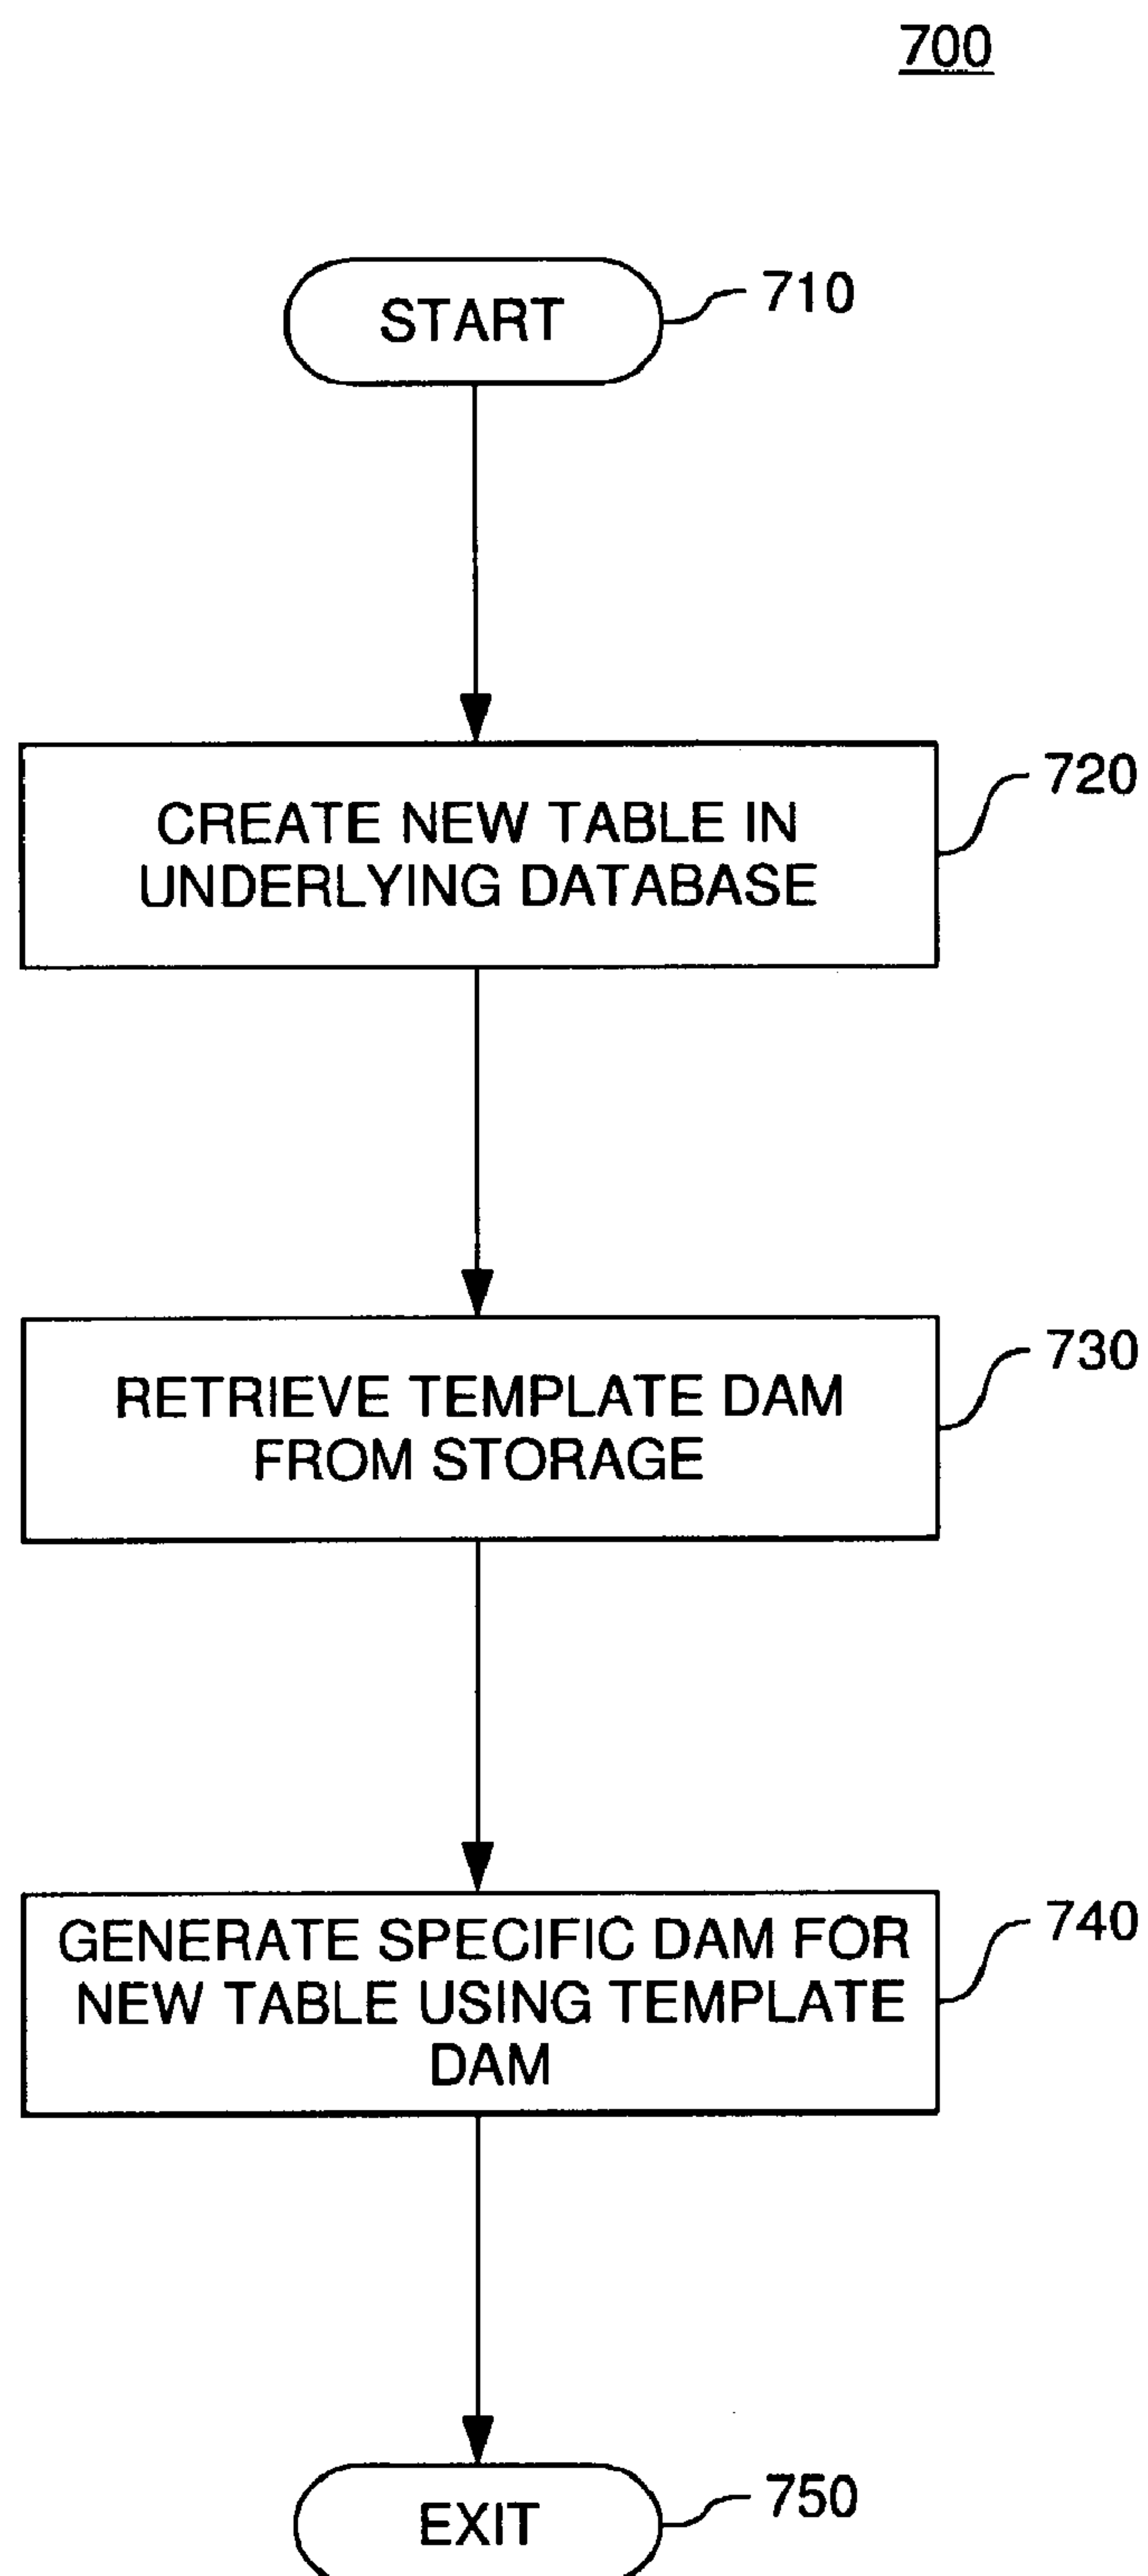 700
START
710
CREATE NEW TABLE IN
UNDERLYING DATABASE
720
RETRIEVE TEMPLATE DAM
FROM STORAGE
730
GENERATE SPECIFIC DAM FOR
NEW TABLE USING TEMPLATE
DAM
740
EXIT
750